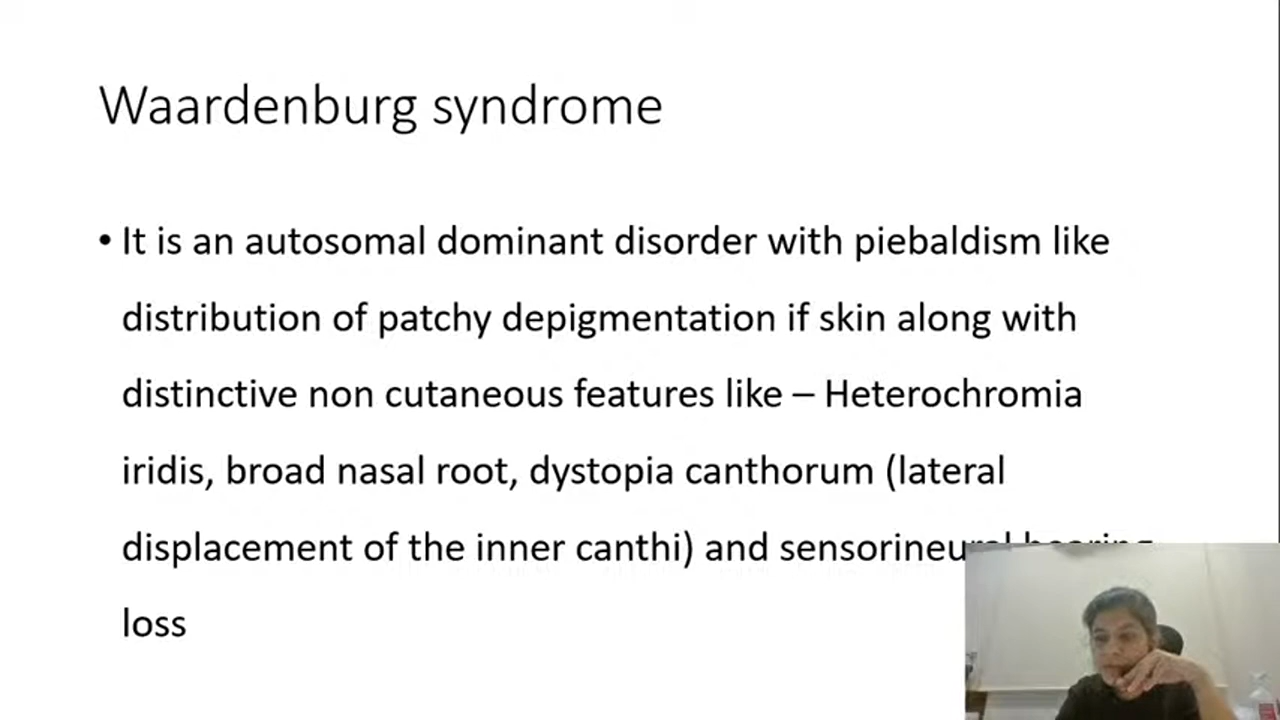 Waardenburg syndrome
• It is an autosomal dominant disorder with piebaldism like
distribution of patchy depigmentation if skin along with
distinctive non cutaneous features like – Heterochromia
iridis, broad nasal root, dystopia canthorum (lateral
displacement of the inner canthi) and sensorineural hearing
loss